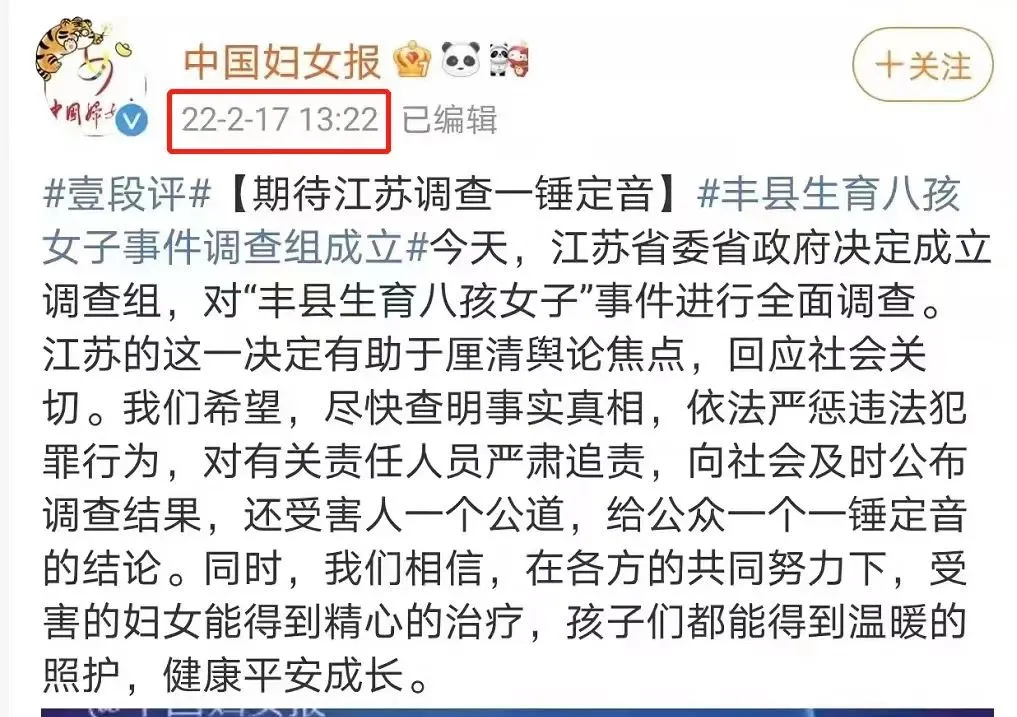 中国妇女报
＋关注
22-2-17 13:22 已编辑
#壹段评#【期待江苏调查一锤定音】#丰县生育八孩
女子事件调查组成立#今天，江苏省委省政府决定成立
调查组，对“丰县生育八孩女子”事件进行全面调查。
江苏的这一决定有助于厘清舆论焦点，回应社会关
切。我们希望，尽快查明事实真相，依法严惩违法犯
罪行为，对有关责任人员严肃追责，向社会及时公布
调查结果，还受害人一个公道，给公众一个一锤定音
的结论。同时，我们相信，在各方的共同努力下，受
害的妇女能得到精心的治疗，孩子们都能得到温暖的
照护，健康平安成长。